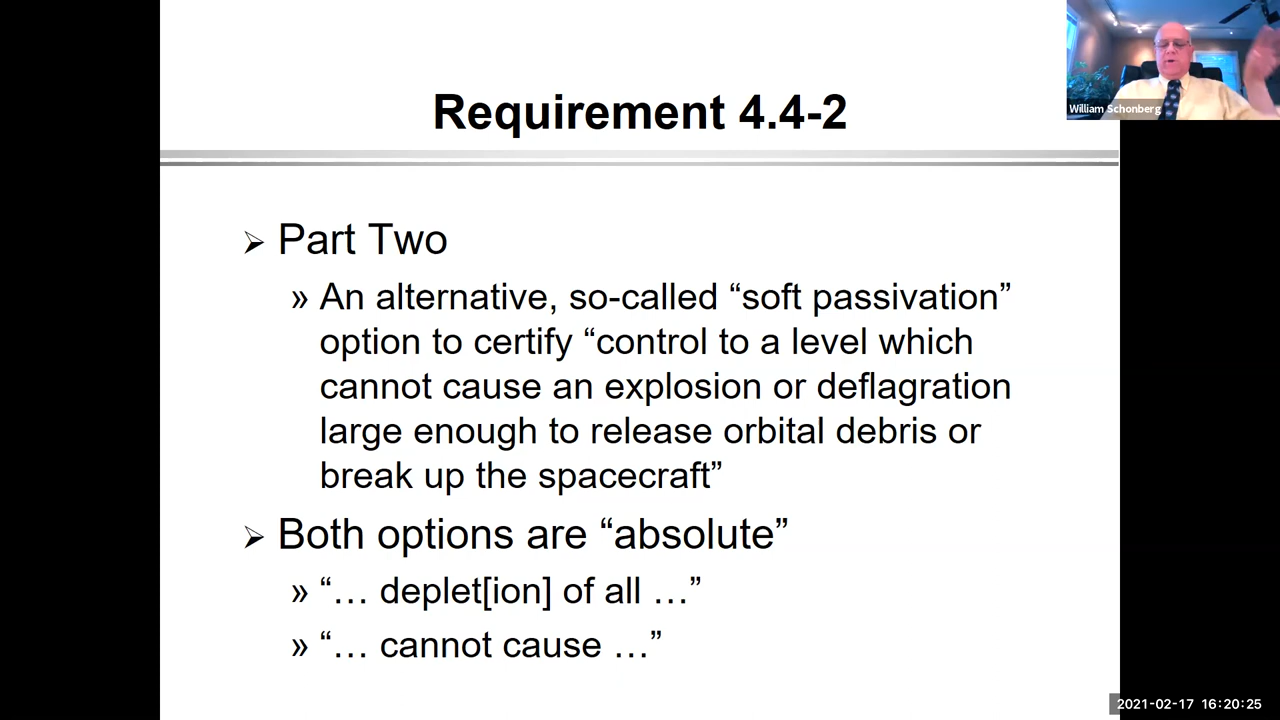 Requirement 4.4-2
William Schonberg
➢ Part Two
» An alternative, so-called “soft passivation”
option to certify “control to a level which
cannot cause an explosion or deflagration
large enough to release orbital debris or
break up the spacecraft”
➢ Both options are “absolute”
» “… deplet[ion] of all …”
» “… cannot cause …”
2021-02-17 16:20:25